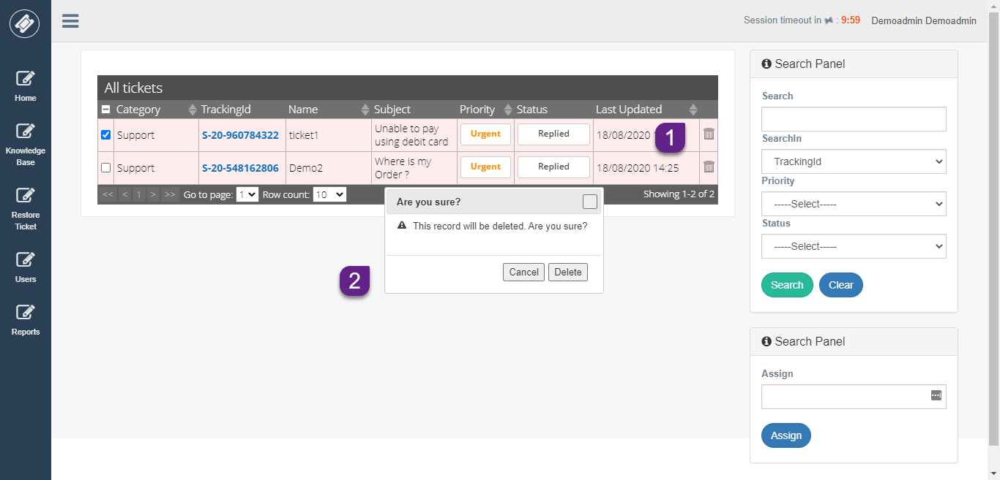 Session timeout in : 9:59 Demoadmin Demoadmin
Home
Knowledge
Base
Restore
Ticket
Users
Reports
All tickets
Category TrackingId Name Subject Priority Status Last Updated
Support S-20-960784322 ticket1 Unable to pay
using debit card Urgent Replied 18/08/2020
1
Support S-20-548162806 Demo2 Where is my
Order ? Urgent Replied 18/08/2020 14:25
<< < 1 > >> Go to page: 1 Row count: 10 Showing 1-2 of 2
Are you sure?
This record will be deleted. Are you sure?
Cancel Delete
2
Search Panel
Search
SearchIn
TrackingId
Priority
-----Select-----
Status
-----Select-----
Search Clear
Search Panel
Assign
Assign